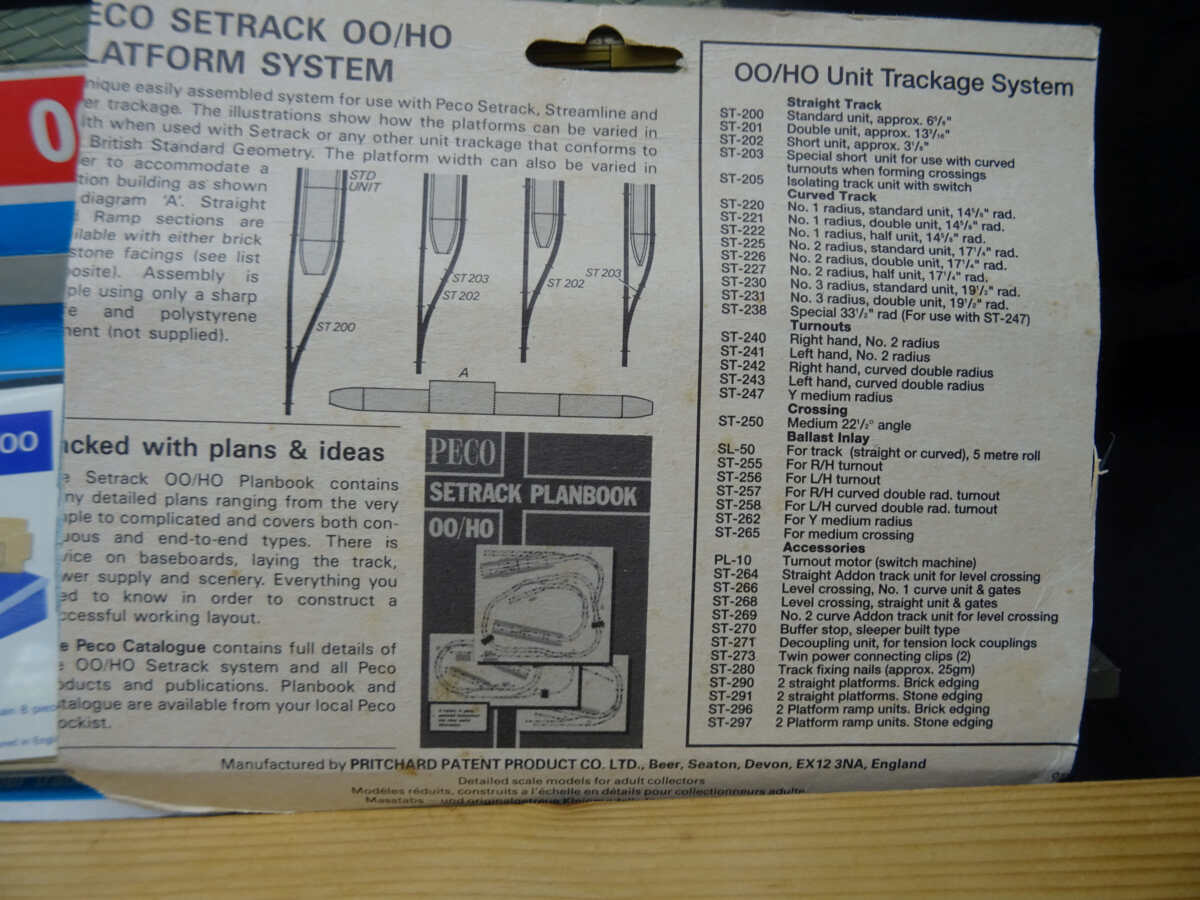 ECO SETRACK OO/HO
LATFORM SYSTEM
nique easily assembled system for use with Peco Setrack, Streamline and
er trackage. The illustrations show how the platforms can be varied in
lth when used with Setrack or any other unit trackage that conforms to
British Standard Geometry. The platform width can also be varied in
er to accommodate a
tion building as shown
diagram 'A'. Straight
Ramp sections are
ilable with either brick
stone facings (see list
posite). Assembly is
ple using only a sharp
e and polystyrene
ment (not supplied).
STD
UNIT
ST 200
ST 203
ST 202
ST 202
ST 203
A
acked with plans & ideas
e Setrack OO/HO Planbook contains
ny detailed plans ranging from the very
mple to complicated and covers both con-
uous and end-to-end types. There is
vice on baseboards, laying the track,
wer supply and scenery. Everything you
ed to know in order to construct a
ccessful working layout.
e Peco Catalogue contains full details of
e OO/HO Setrack system and all Peco
oducts and publications. Planbook and
atalogue are available from your local Peco
ockist.
PECO
SETRACK PLANBOOK
OO/HO
OO/HO Unit Trackage System
Straight Track
ST-200 Standard unit, approx. 6⅝"
ST-201 Double unit, approx. 13³/₁₆"
ST-202 Short unit, approx. 3⅛"
ST-203 Special short unit for use with curved
turnouts when forming crossings
ST-205 Isolating track unit with switch
Curved Track
ST-220 No. 1 radius, standard unit, 14⅝" rad.
ST-221 No. 1 radius, double unit, 14⅝" rad.
ST-222 No. 1 radius, half unit, 14⅝" rad.
ST-225 No. 2 radius, standard unit, 17¼" rad.
ST-226 No. 2 radius, double unit, 17¼" rad.
ST-227 No. 2 radius, half unit, 17¼" rad.
ST-230 No. 3 radius, standard unit, 19½" rad.
ST-231 No. 3 radius, double unit, 19½" rad.
ST-238 Special 33½" rad (For use with ST-247)
Turnouts
ST-240 Right hand, No. 2 radius
ST-241 Left hand, No. 2 radius
ST-242 Right hand, curved double radius
ST-243 Left hand, curved double radius
ST-247 Y medium radius
Crossing
ST-250 Medium 22½° angle
Ballast Inlay
SL-50 For track (straight or curved), 5 metre roll
ST-255 For R/H turnout
ST-256 For L/H turnout
ST-257 For R/H curved double rad. turnout
ST-258 For L/H curved double rad. turnout
ST-262 For Y medium radius
ST-265 For medium crossing
Accessories
PL-10 Turnout motor (switch machine)
ST-264 Straight Addon track unit for level crossing
ST-266 Level crossing, No. 1 curve unit & gates
ST-268 Level crossing, straight unit & gates
ST-269 No. 2 curve Addon track unit for level crossing
ST-270 Buffer stop, sleeper built type
ST-271 Decoupling unit, for tension lock couplings
ST-273 Twin power connecting clips (2)
ST-280 Track fixing nails (approx. 25gm)
ST-290 2 straight platforms. Brick edging
ST-291 2 straight platforms. Stone edging
ST-296 2 Platform ramp units. Brick edging
ST-297 2 Platform ramp units. Stone edging
Manufactured by PRITCHARD PATENT PRODUCT CO. LTD., Beer, Seaton, Devon, EX12 3NA, England
Detailed scale models for adult collectors
Modèles réduits, construits a l'échelle en détails pour collectionneurs adulte
OO